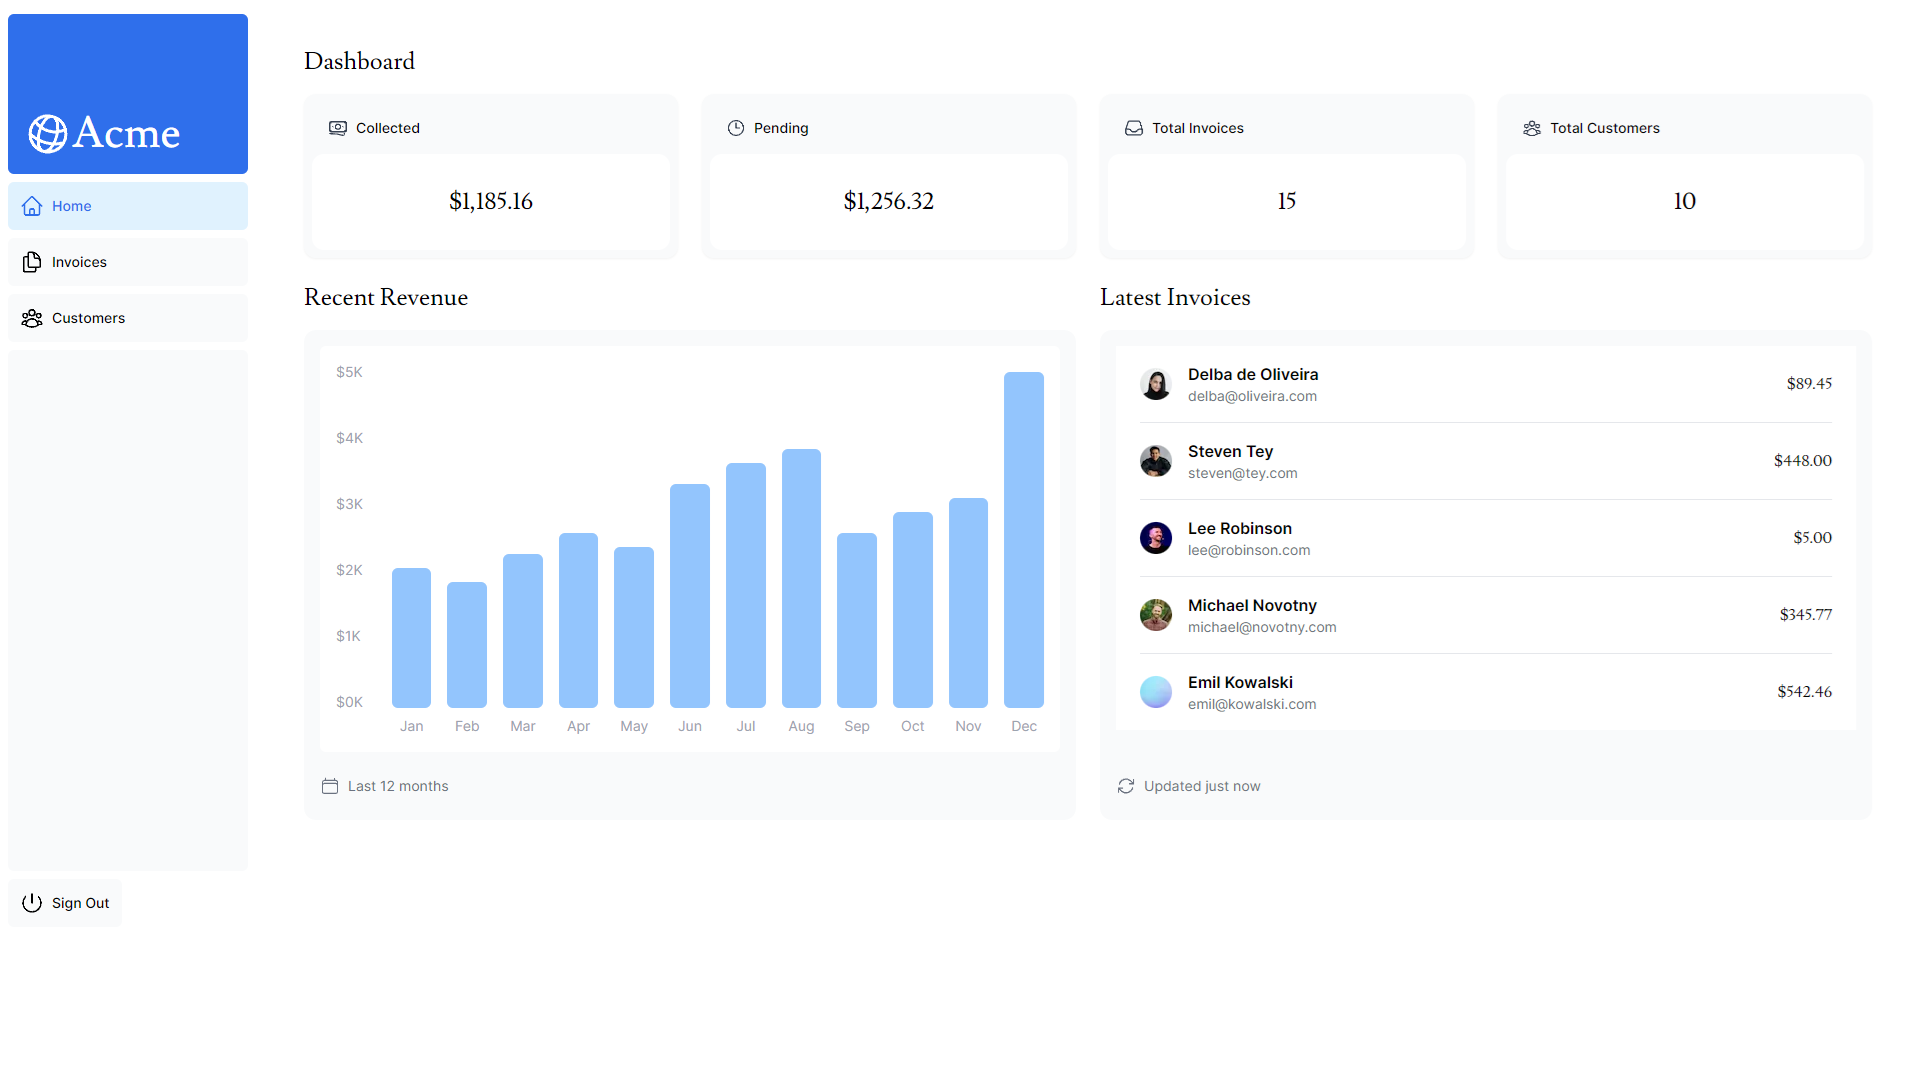 Acme
Home
Invoices
Customers
Sign Out
Dashboard
Collected
$1,185.16
Pending
$1,256.32
Total Invoices
15
Total Customers
10
Recent Revenue
$5K
$4K
$3K
$2K
$1K
$0K
Jan Feb Mar Apr May Jun Jul Aug Sep Oct Nov Dec
Last 12 months
Latest Invoices
Delba de Oliveira
delba@oliveira.com
$89.45
Steven Tey
steven@tey.com
$448.00
Lee Robinson
lee@robinson.com
$5.00
Michael Novotny
michael@novotny.com
$345.77
Emil Kowalski
emil@kowalski.com
$542.46
Updated just now